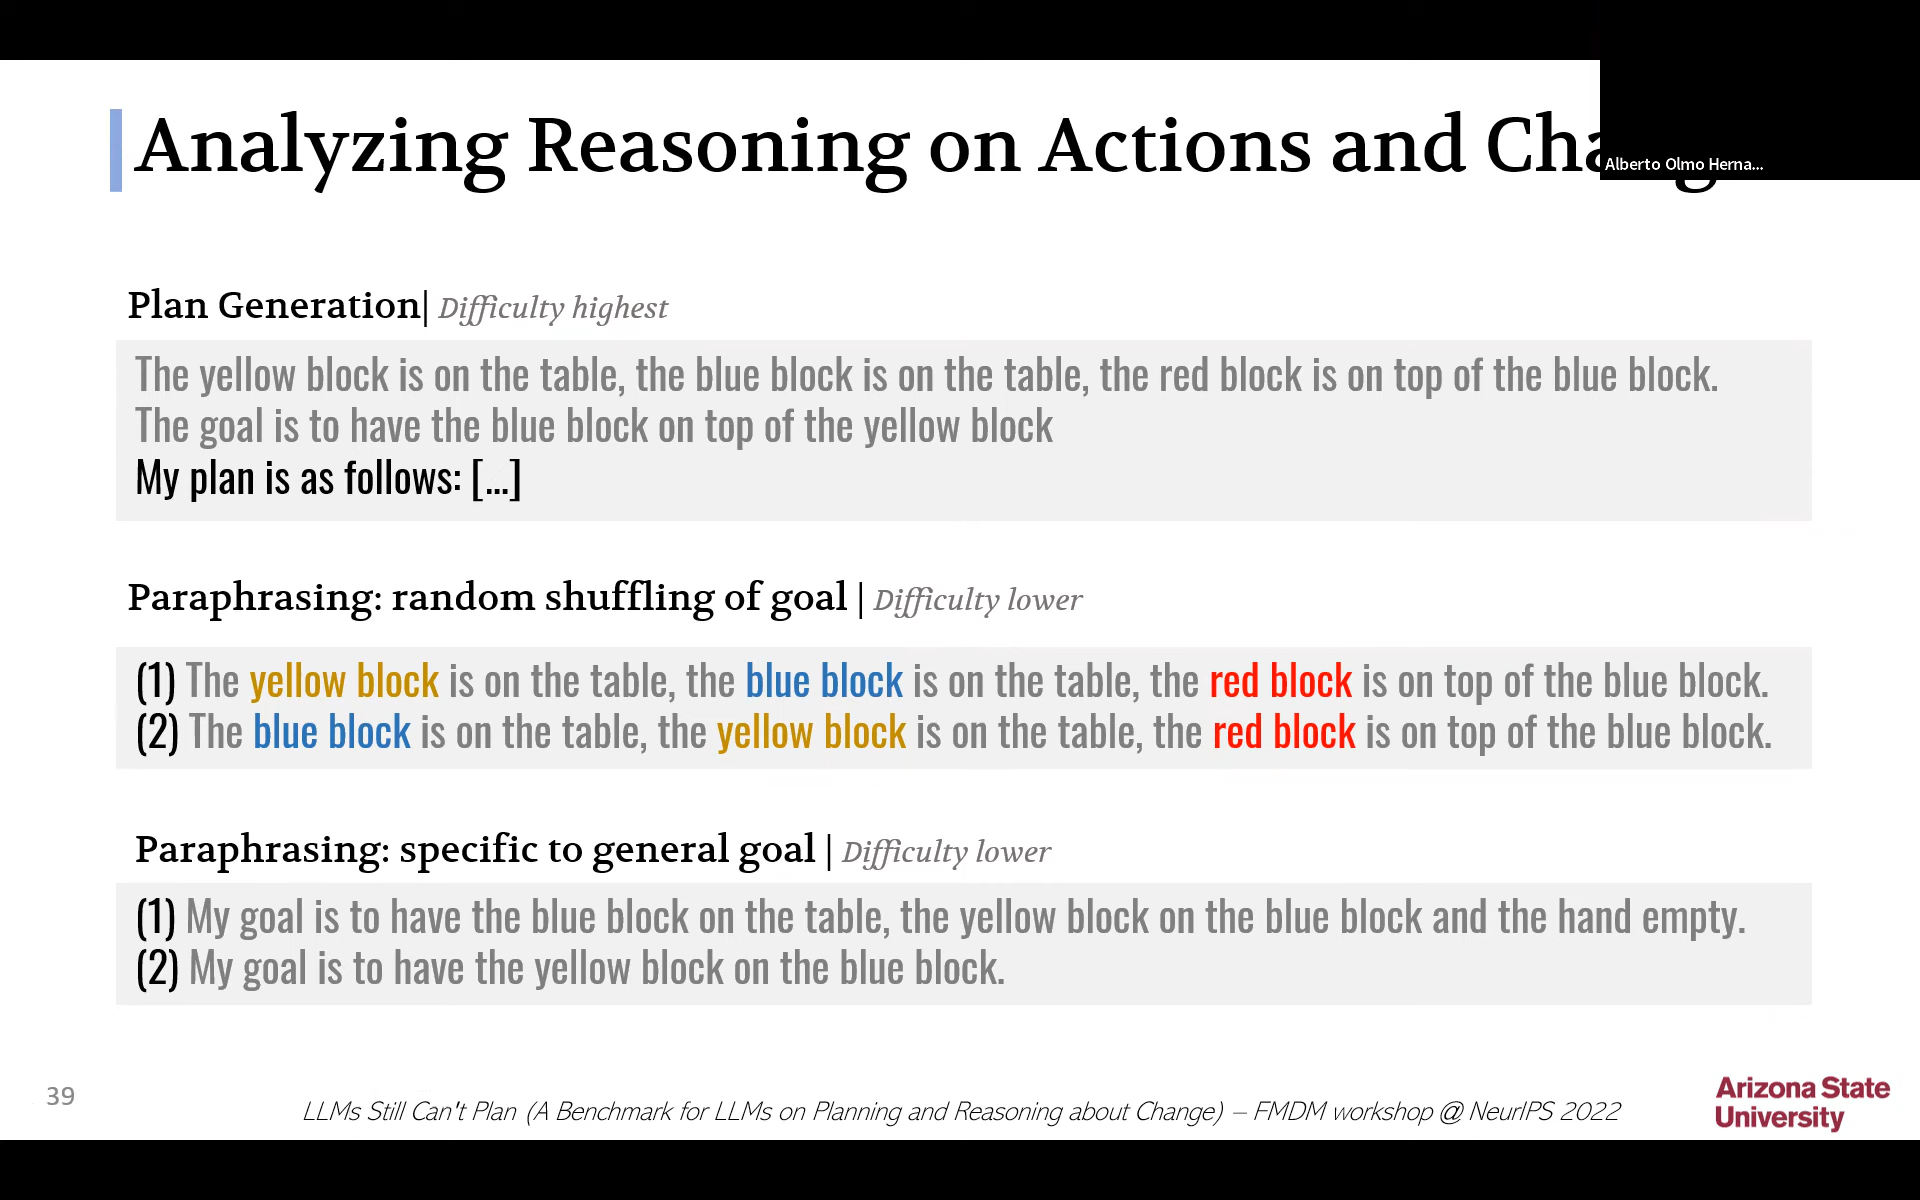 Analyzing Reasoning on Actions and Cha
Alberto Olmo Herna...
Plan Generation| Difficulty highest
The yellow block is on the table, the blue block is on the table, the red block is on top of the blue block.
The goal is to have the blue block on top of the yellow block
My plan is as follows: [...]
Paraphrasing: random shuffling of goal | Difficulty lower
(1) The yellow block is on the table, the blue block is on the table, the red block is on top of the blue block.
(2) The blue block is on the table, the yellow block is on the table, the red block is on top of the blue block.
Paraphrasing: specific to general goal | Difficulty lower
(1) My goal is to have the blue block on the table, the yellow block on the blue block and the hand empty.
(2) My goal is to have the yellow block on the blue block.
39
LLMs Still Can't Plan (A Benchmark for LLMs on Planning and Reasoning about Change) – FMDM workshop @ NeurIPS 2022
Arizona State
University